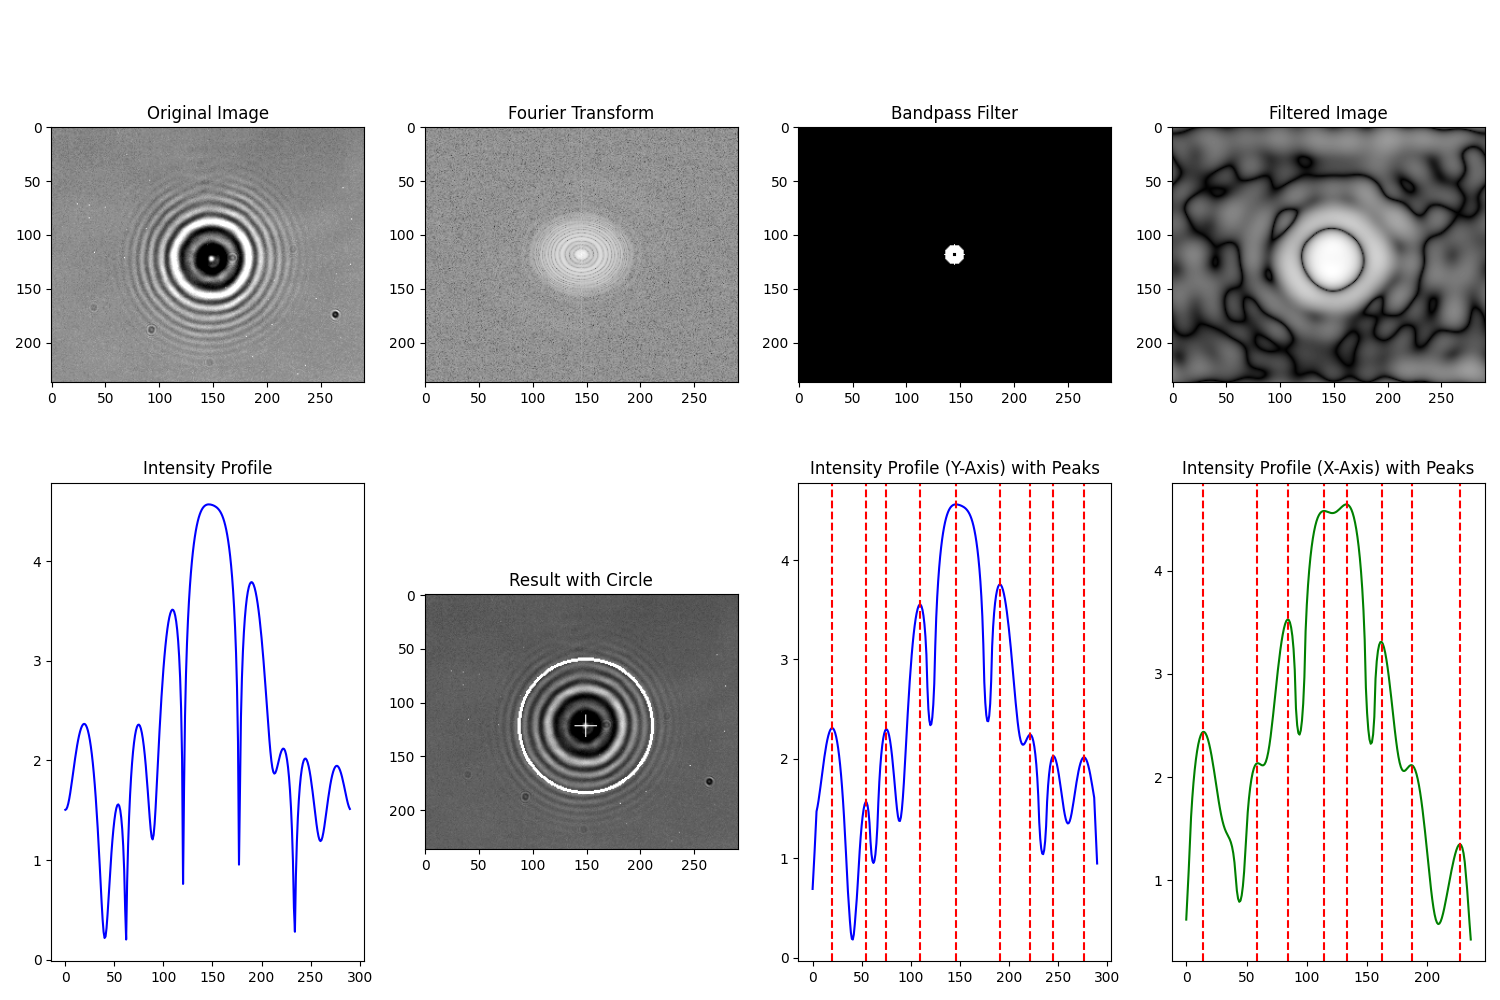 Original Image
Fourier Transform
Bandpass Filter
Filtered Image
0
50
100
150
200
0 50 100 150 200 250
0
50
100
150
200
0 50 100 150 200 250
0
50
100
150
200
0 50 100 150 200 250
0
50
100
150
200
0 50 100 150 200 250
Intensity Profile
4
3
2
1
0
0 50 100 150 200 250 300
Result with Circle
0
50
100
150
200
0 50 100 150 200 250
Intensity Profile (Y-Axis) with Peaks
4
3
2
1
0
0 50 100 150 200 250 300
Intensity Profile (X-Axis) with Peaks
4
3
2
1
0 50 100 150 200